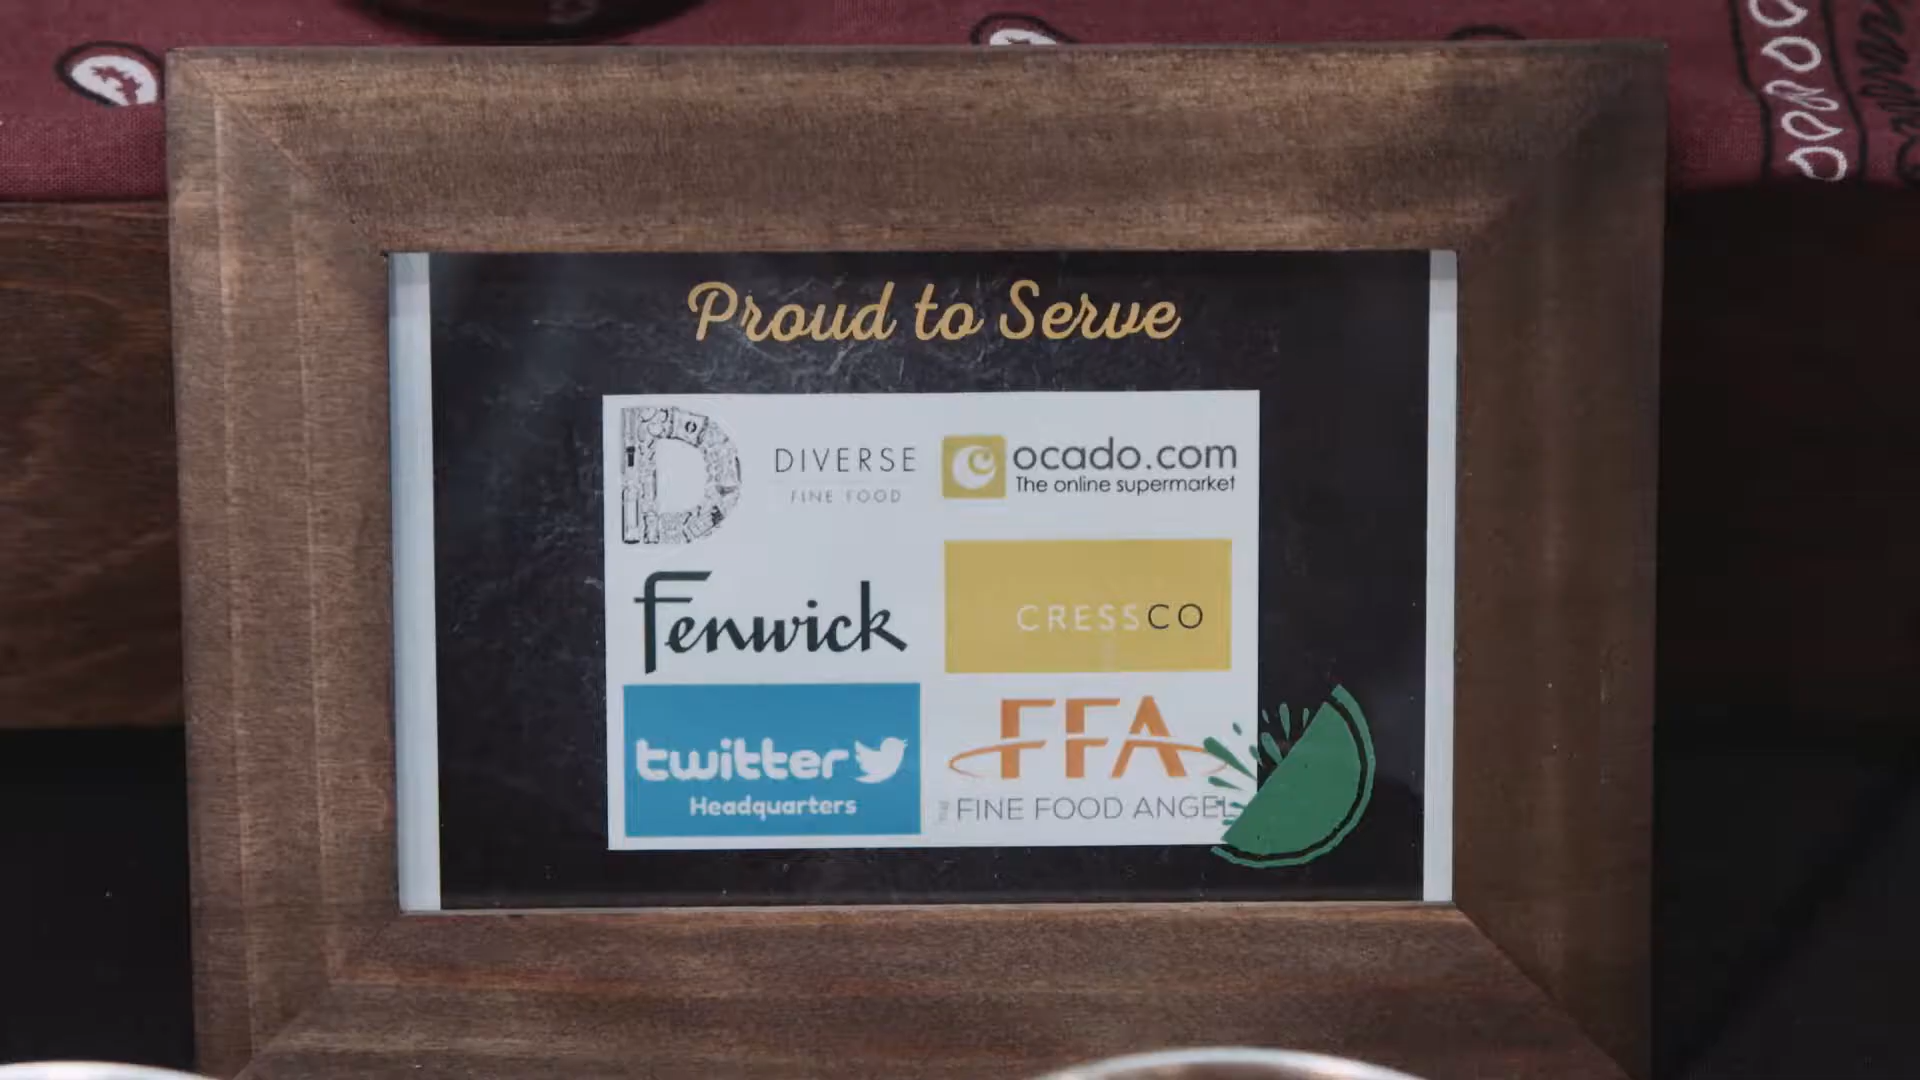 Proud to Serve
DIVERSE
FINE FOOD
ocado.com
The online supermarket
Fenwick
CRESSCO
twitter
Headquarters
FFA
THE FINE FOOD ANGEL